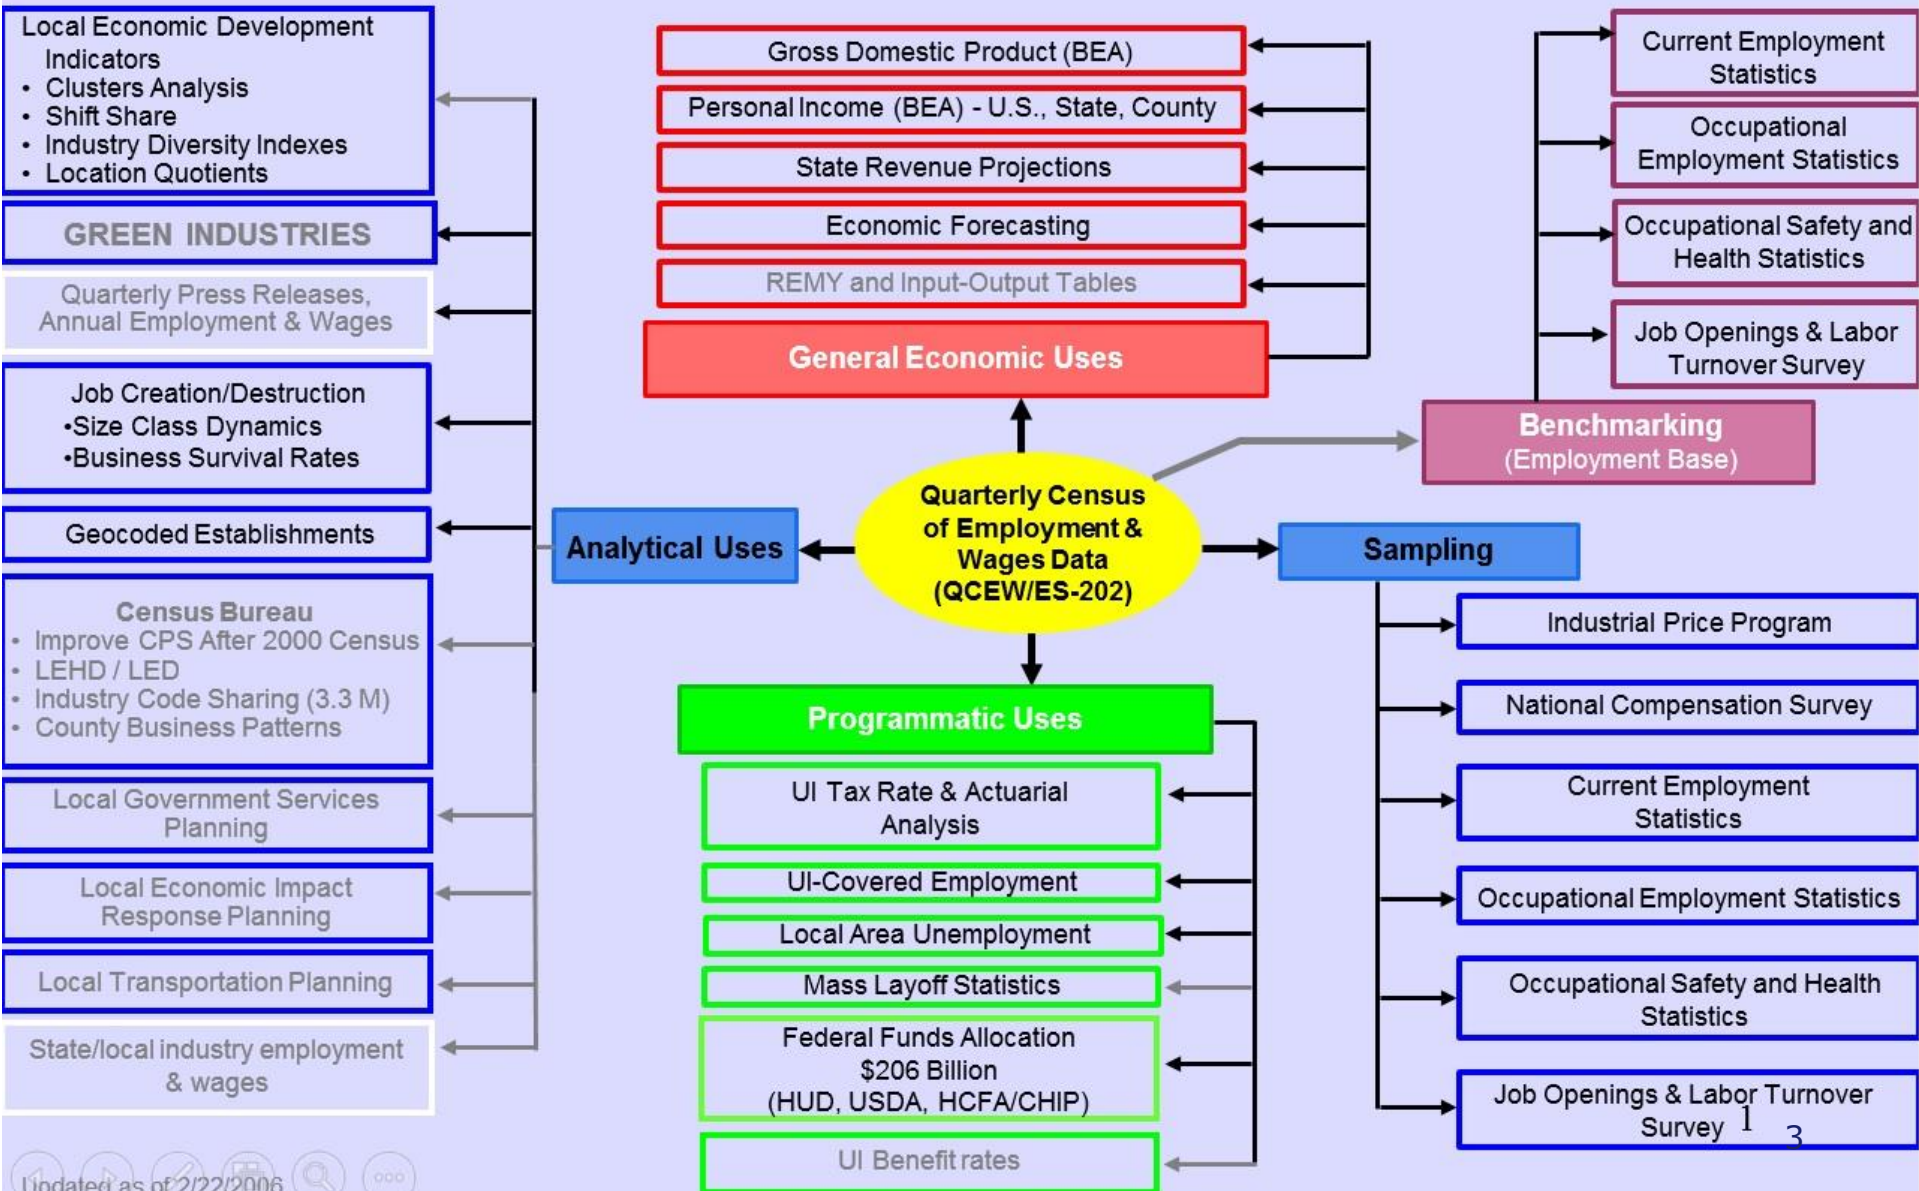 Local Economic Development
Indicators
• Clusters Analysis
• Shift Share
• Industry Diversity Indexes
• Location Quotients
GREEN INDUSTRIES
Quarterly Press Releases,
Annual Employment & Wages
Job Creation/Destruction
•Size Class Dynamics
•Business Survival Rates
Geocoded Establishments
Census Bureau
• Improve CPS After 2000 Census
• LEHD / LED
• Industry Code Sharing (3.3 M)
• County Business Patterns
Local Government Services
Planning
Local Economic Impact
Response Planning
Local Transportation Planning
State/local industry employment
& wages
Updated as of 2/22/2006
Analytical Uses
Gross Domestic Product (BEA)
Personal Income (BEA) - U.S., State, County
State Revenue Projections
Economic Forecasting
REMY and Input-Output Tables
General Economic Uses
Quarterly Census
of Employment &
Wages Data
(QCEW/ES-202)
Programmatic Uses
UI Tax Rate & Actuarial
Analysis
UI-Covered Employment
Local Area Unemployment
Mass Layoff Statistics
Federal Funds Allocation
$206 Billion
(HUD, USDA, HCFA/CHIP)
UI Benefit rates
Current Employment
Statistics
Occupational
Employment Statistics
Occupational Safety and
Health Statistics
Job Openings & Labor
Turnover Survey
Benchmarking
(Employment Base)
Sampling
Industrial Price Program
National Compensation Survey
Current Employment
Statistics
Occupational Employment Statistics
Occupational Safety and Health
Statistics
Job Openings & Labor Turnover
Survey
1
3